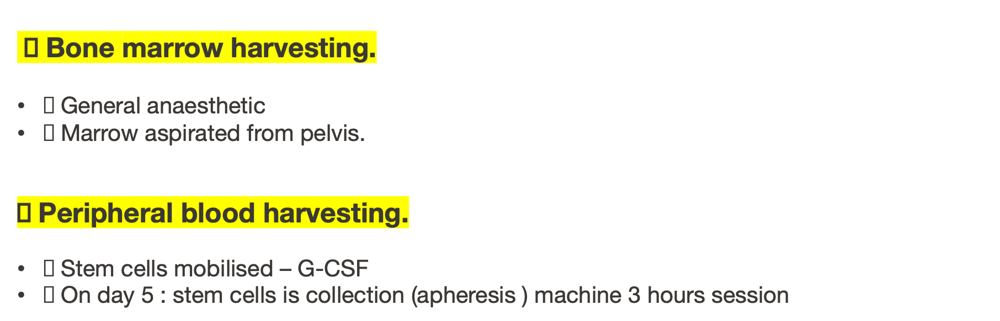 ▯ Bone marrow harvesting.
• ▯ General anaesthetic
• ▯ Marrow aspirated from pelvis.
▯ Peripheral blood harvesting.
• ▯ Stem cells mobilised – G-CSF
• ▯ On day 5 : stem cells is collection (apheresis ) machine 3 hours session